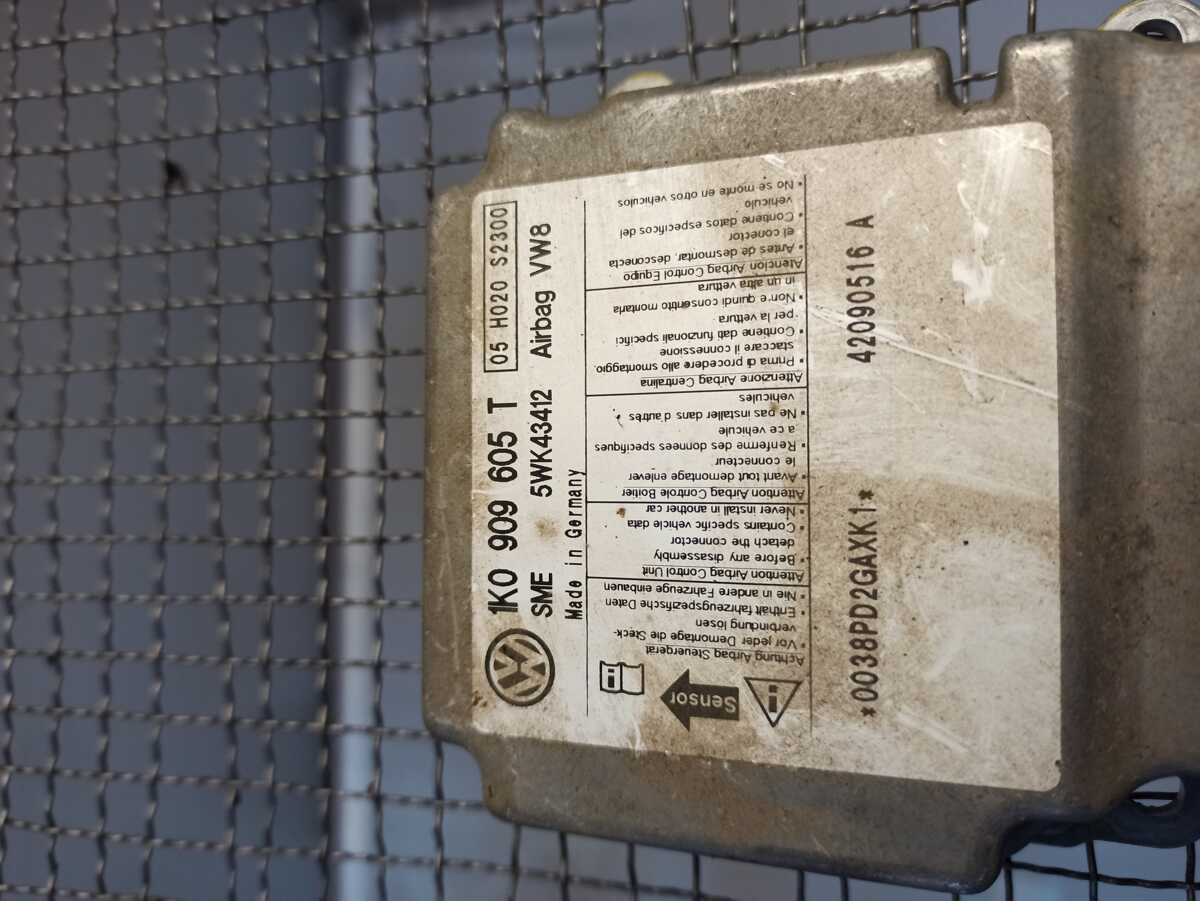 1K0 909 605 T
05 H020 S2300
SME 5WK43412 Airbag VW8
Made in Germany
Sensor
Achtung Airbag Steuergerät
• Vor jeder Demontage die Steck-
verbindung lösen
• Enthält fahrzeugspezifische Daten
• Nie in andere Fahrzeuge einbauen
Attention Airbag Control Unit
• Before any disassembly
detach the connector
• Contains specific vehicle data
• Never install in another car
Attention Airbag Controle Boîtier
• Avant tout demontage enlever
le connecteur
• Renferme des donnees specifiques
a ce vehicule
• Ne pas installer dans d'autres
vehicules
Attenzione Airbag Centralina
• Prima di procedere allo smontaggio
staccare il connessione
• Contiene dati funzionali specifici
per la vettura
• Non e quindi consentito montarla
in un altra vettura
Atencion Airbag Control Equipo
• Antes de desmontar, desconecta
el conector
• Contiene datos especificos del
vehiculo
• No se monte en otros vehiculos
*0038PD2GAXK1* 42090516 A